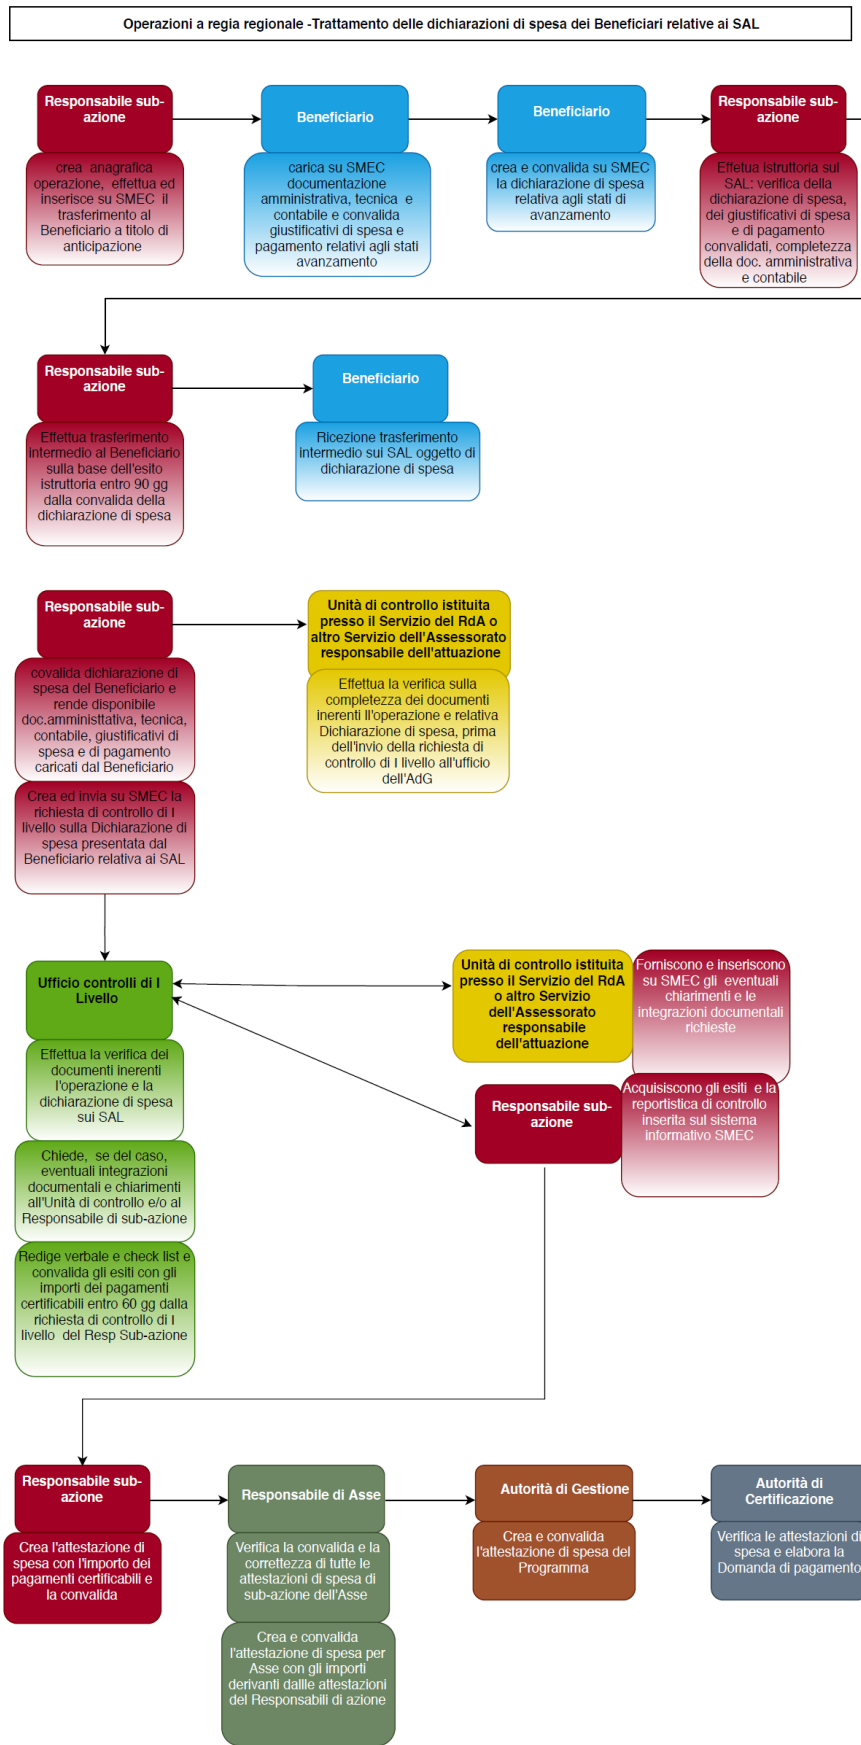 Operazioni a regia regionale -Trattamento delle dichiarazioni di spesa dei Beneficiari relative ai SAL
Responsabile sub-
azione
crea anagrafica
operazione, effettua ed
inserisce su SMEC il
trasferimento al
Beneficiario a titolo di
anticipazione
Beneficiario
carica su SMEC
documentazione
amministrativa, tecnica e
contabile e convalida
giustificativi di spesa e
pagamento relativi agli stati
avanzamento
Beneficiario
crea e convalida su SMEC
la dichiarazione di spesa
relativa agli stati di
avanzamento
Responsabile sub-
azione
Effetua istruttoria sul
SAL: verifica della
dichiarazione di spesa,
dei giustificativi di spesa
e di pagamento
convalidati, completezza
della doc. amministrativa
e contabile
Responsabile sub-
azione
Effettua trasferimento
intermedio al Beneficiario
sulla base dell'esito
istruttoria entro 90 gg
dalla convalida della
dichiarazione di spesa
Beneficiario
Ricezione trasferimento
intermedio sui SAL oggetto di
dichiarazione di spesa
Responsabile sub-
azione
covalida dichiarazione di
spesa del Beneficiario e
rende disponibile
doc.amministtativa, tecnica,
contabile, giustificativi di
spesa e di pagamento
caricati dal Beneficiario
Crea ed invia su SMEC la
richiesta di controllo di I
livello sulla Dichiarazione di
spesa presentata dal
Beneficiario relativa ai SAL
Unità di controllo istituita
presso il Servizio del RdA o
altro Servizio dell'Assessorato
responsabile dell'attuazione
Effettua la verifica sulla
completezza dei documenti
inerenti ll'operazione e relativa
Dichiarazione di spesa, prima
dell'invio della richiesta di
controllo di I livello all'ufficio
dell'AdG
Ufficio controlli di I
Livello
Effettua la verifica dei
documenti inerenti
l'operazione e la
dichiarazione di spesa
sui SAL
Chiede, se del caso,
eventuali integrazioni
documentali e chiarimenti
all'Unità di controllo e/o al
Responsabile di sub-azione
Redige verbale e check list e
convalida gli esiti con gli
importi dei pagamenti
certificabili entro 60 gg dalla
richiesta di controllo di I
livello del Resp Sub-azione
Unità di controllo istituita
presso il Servizio del RdA
o altro Servizio
dell'Assessorato
responsabile
dell'attuazione
Forniscono e inseriscono
su SMEC gli eventuali
chiarimenti e le
integrazioni documentali
richieste
Responsabile sub-
azione
Acquisiscono gli esiti e la
reportistica di controllo
inserita sul sistema
informativo SMEC
Responsabile sub-
azione
Crea l'attestazione di
spesa con l'importo dei
pagamenti certificabili e
la convalida
Responsabile di Asse
Verifica la convalida e la
correttezza di tutte le
attestazioni di spesa di
sub-azione dell'Asse
Crea e convalida
l'attestazione di spesa per
Asse con gli importi
derivanti dallle attestazioni
del Responsabili di azione
Autorità di Gestione
Crea e convalida
l'attestazione di spesa del
Programma
Autorità di
Certificazione
Verifica le attestazioni di
spesa e elabora la
Domanda di pagamento